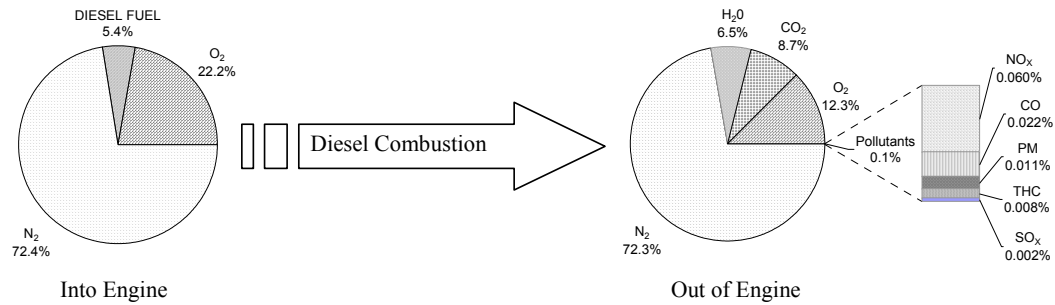 DIESEL FUEL
5.4%
O₂
22.2%
N₂
72.4%
Into Engine
Diesel Combustion
H₂0
6.5%
CO₂
8.7%
O₂
12.3%
Pollutants
0.1%
N₂
72.3%
Out of Engine
NOₓ
0.060%
CO
0.022%
PM
0.011%
THC
0.008%
SOₓ
0.002%